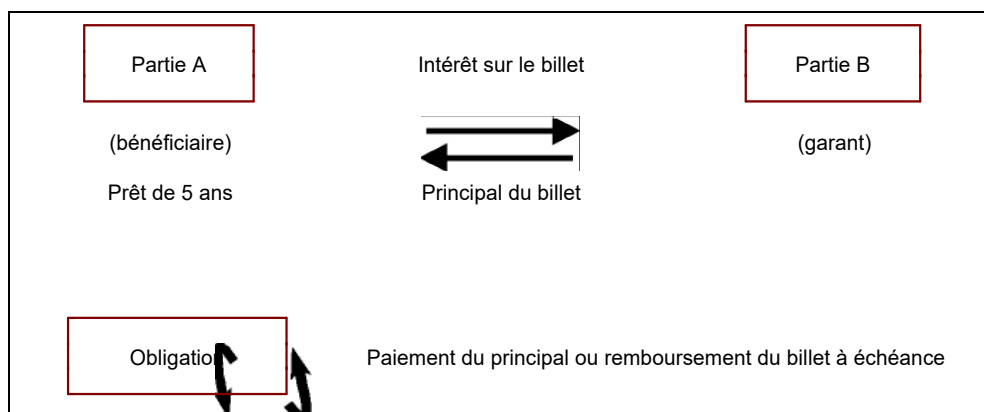 Partie A
Intérêt sur le billet
Partie B
(bénéficiaire)
(garant)
Prêt de 5 ans
Principal du billet
Obligation
Paiement du principal ou remboursement du billet à échéance